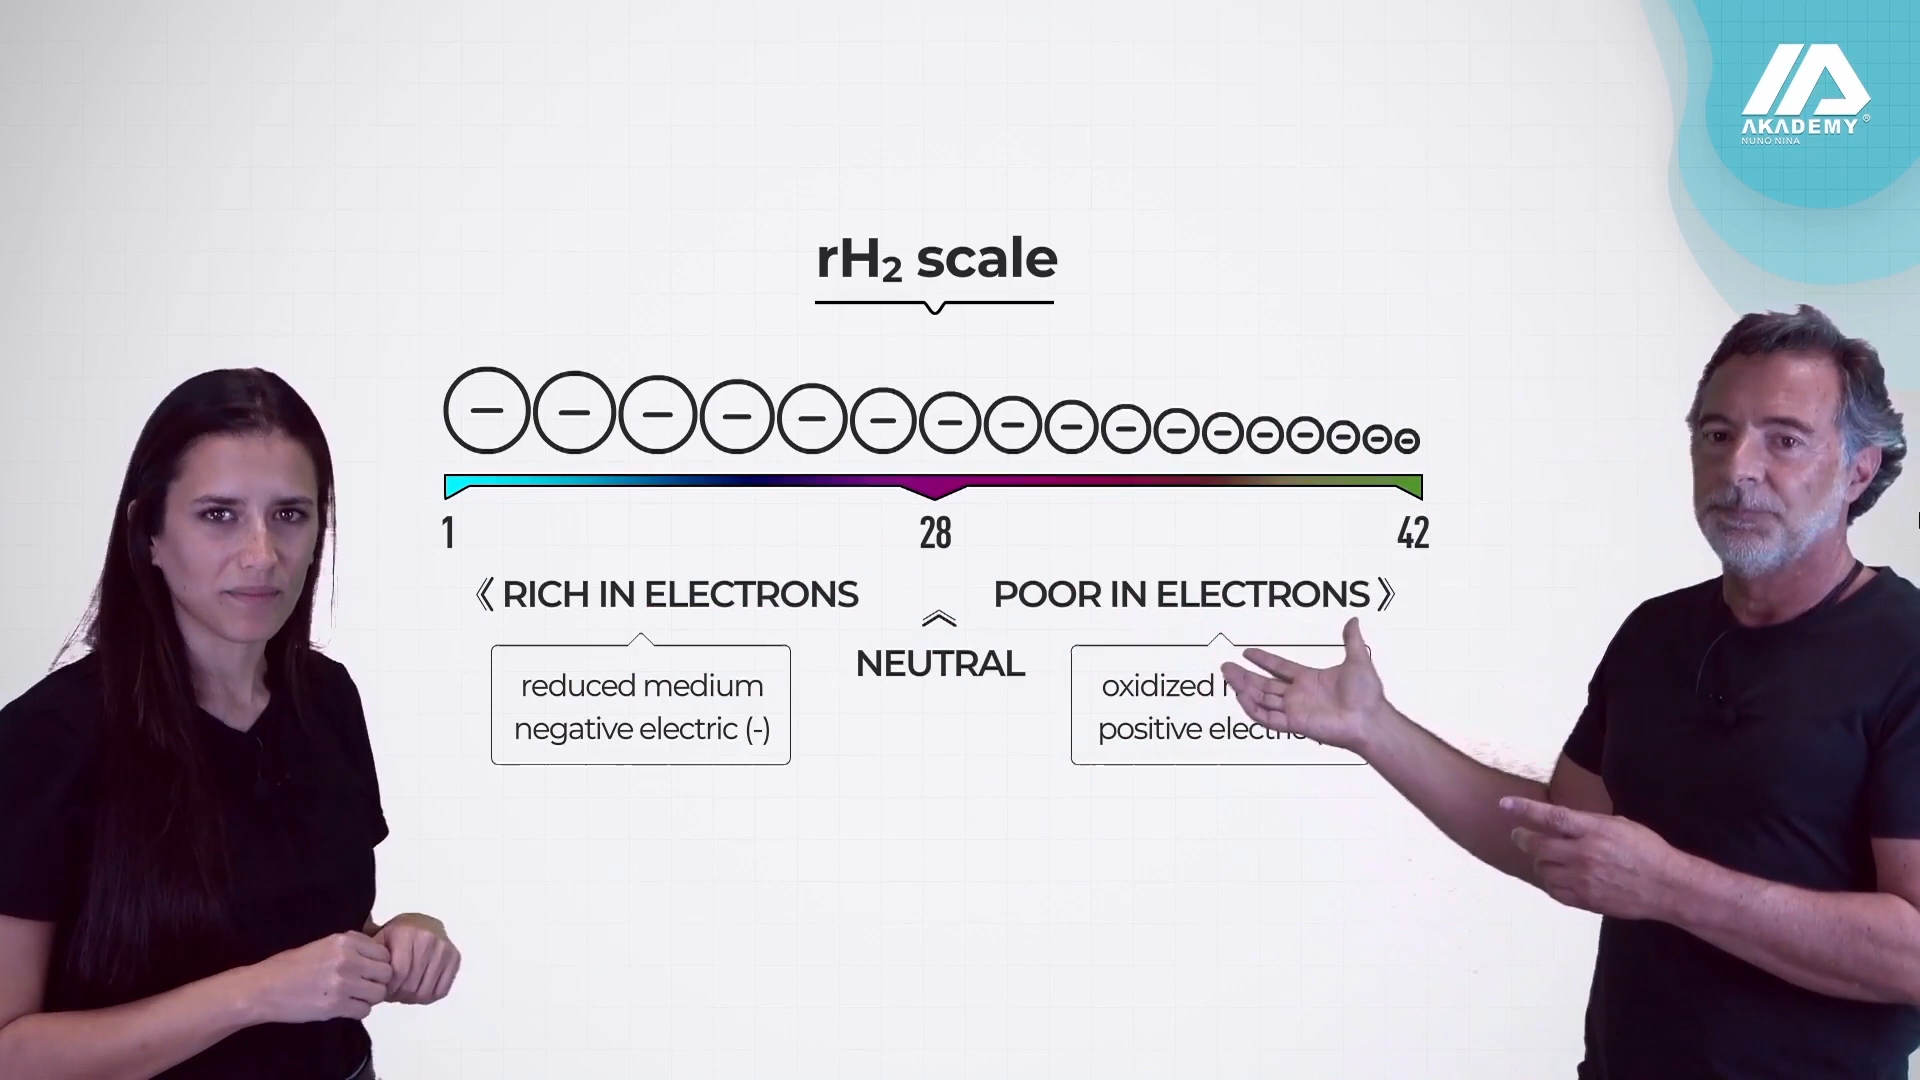 AKADEMY®
NUNO NINA
rH₂ scale
1 28 42
《 RICH IN ELECTRONS
POOR IN ELECTRONS 》
NEUTRAL
reduced medium
negative electric (-)
oxidized
positive